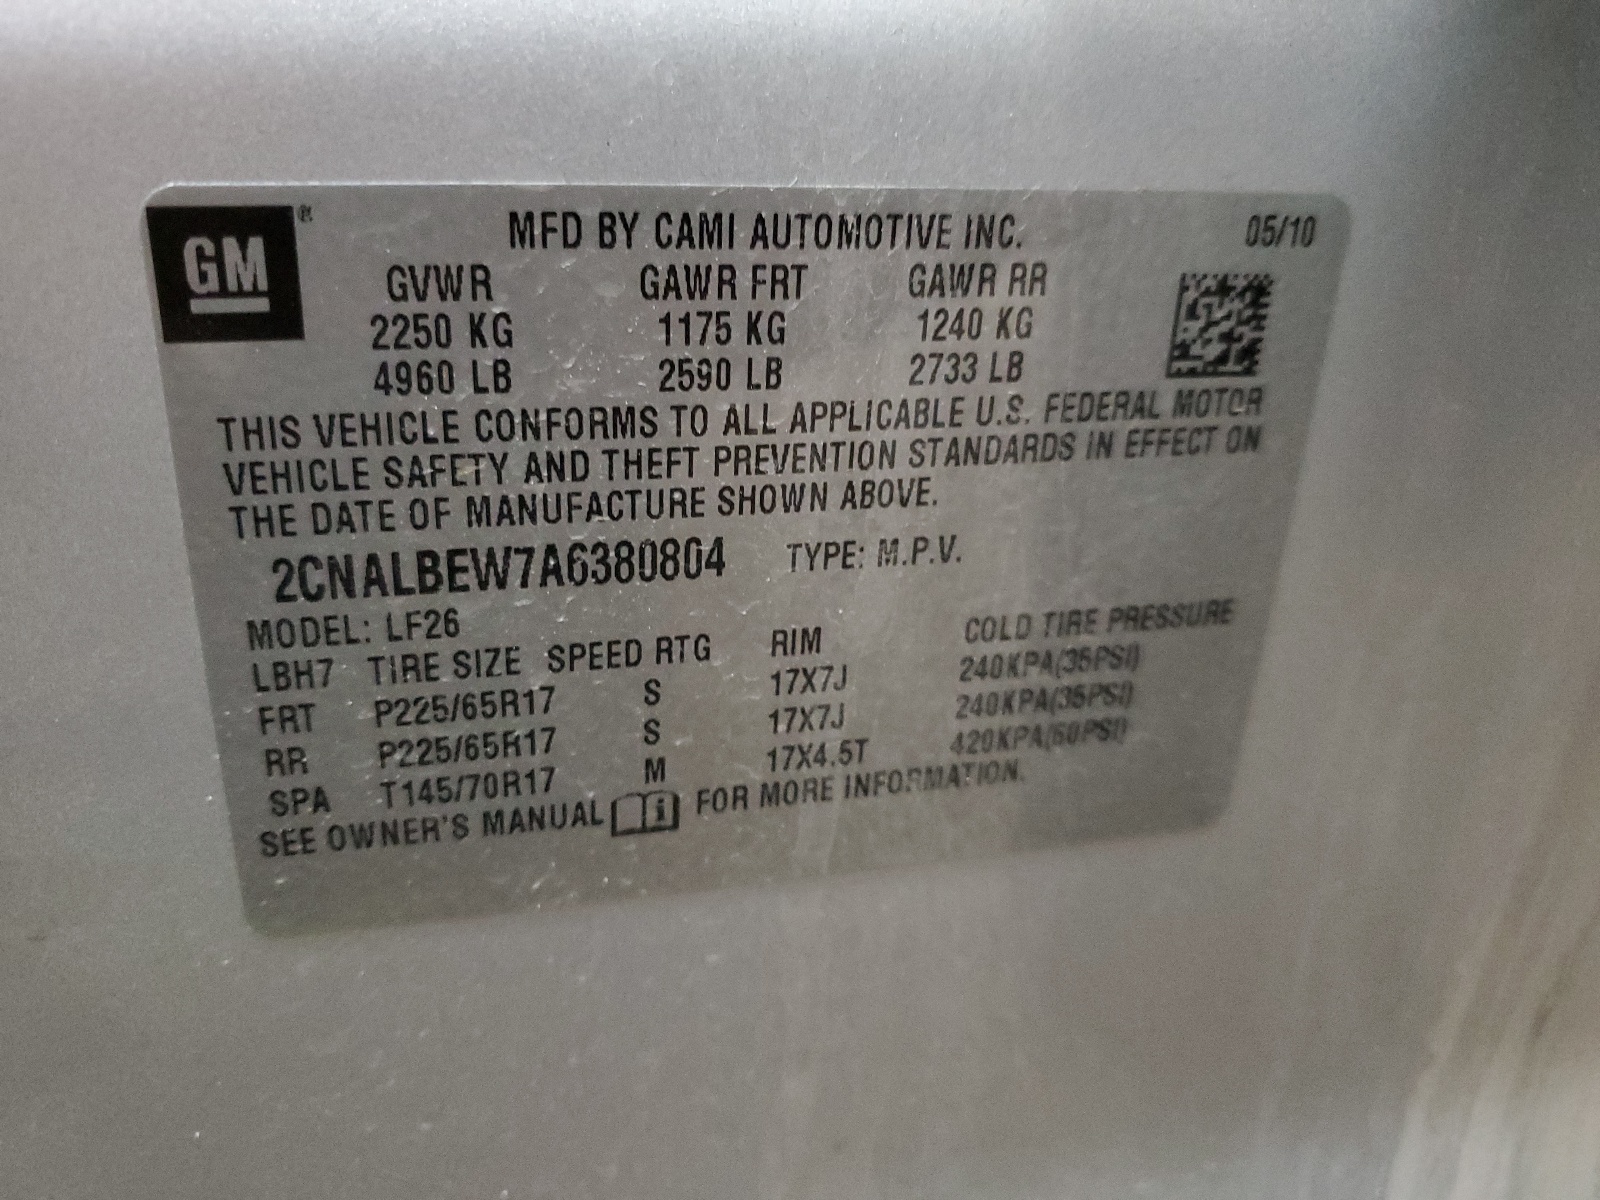 GM ®
MFD BY CAMI AUTOMOTIVE INC. 05/10
GVWR GAWR FRT GAWR RR
2250 KG 1175 KG 1240 KG
4960 LB 2590 LB 2733 LB
THIS VEHICLE CONFORMS TO ALL APPLICABLE U.S. FEDERAL MOTOR
VEHICLE SAFETY AND THEFT PREVENTION STANDARDS IN EFFECT ON
THE DATE OF MANUFACTURE SHOWN ABOVE.
2CNALBEW7A6380804 TYPE: M.P.V.
MODEL: LF26
LBH7 TIRE SIZE SPEED RTG RIM COLD TIRE PRESSURE
FRT P225/65R17 S 17X7J 240KPA(35PSI)
RR P225/65R17 S 17X7J 240KPA(35PSI)
SPA T145/70R17 M 17X4.5T 420KPA(60PSI)
SEE OWNER'S MANUAL i FOR MORE INFORMATION.